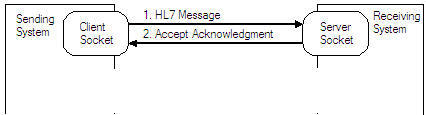 Sending
System
Client
Socket
1. HL7 Message
2. Accept Acknowledgment
Server
Socket
Receiving
System